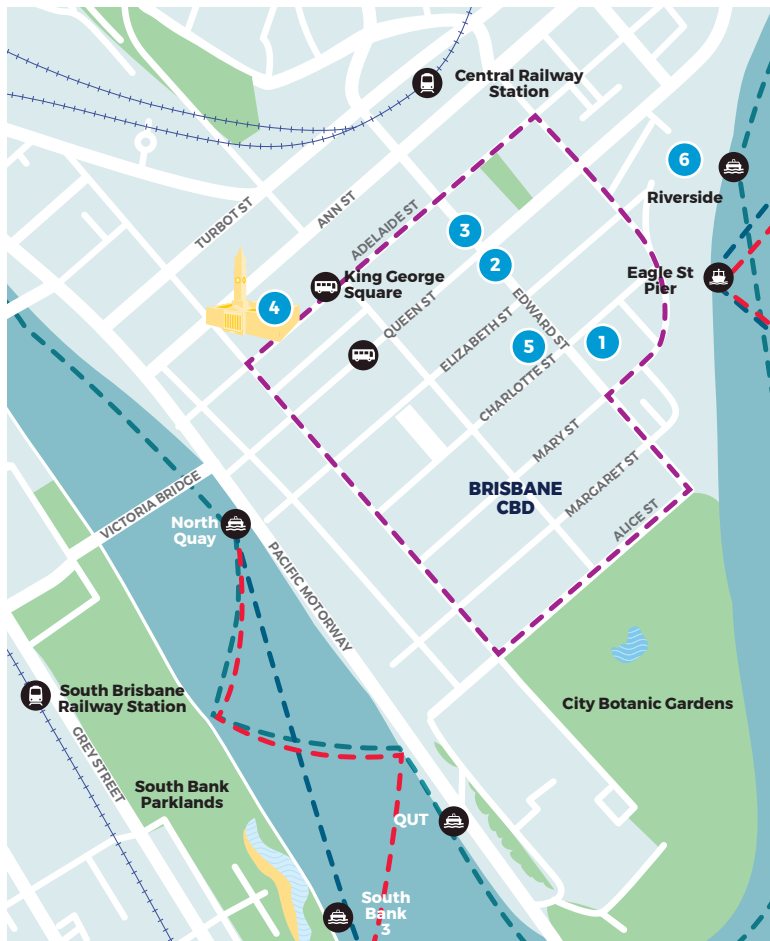 Central Railway
Station
6
Riverside
TURBOT ST
ANN ST
ADELAIDE ST
3
2
King George
Square
4
QUEEN ST
Eagle St
Pier
EDWARD ST
ELIZABETH ST
5
1
CHARLOTTE ST
MARY ST
BRISBANE
CBD
MARGARET ST
ALICE ST
VICTORIA BRIDGE
North
Quay
PACIFIC MOTORWAY
South Brisbane
Railway Station
GREY STREET
City Botanic Gardens
South Bank
Parklands
QUT
South
Bank
3